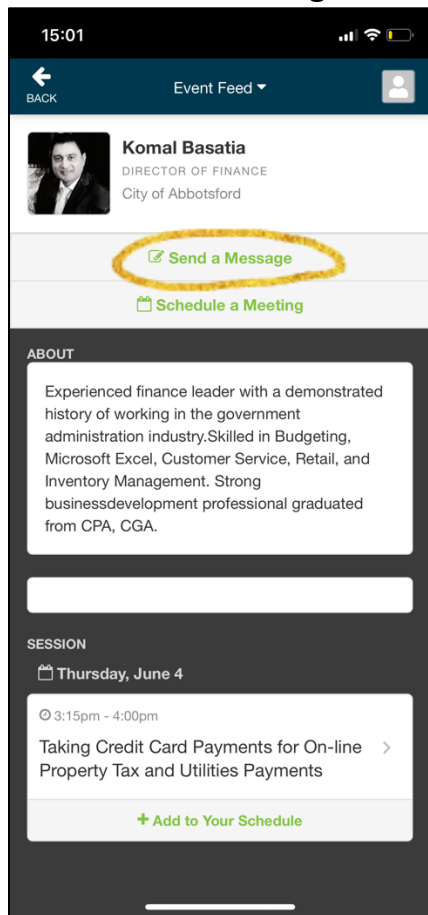 15:01
BACK
Event Feed
Komal Basatia
DIRECTOR OF FINANCE
City of Abbotsford
Send a Message
Schedule a Meeting
ABOUT
Experienced finance leader with a demonstrated
history of working in the government
administration industry.Skilled in Budgeting,
Microsoft Excel, Customer Service, Retail, and
Inventory Management. Strong
businessdevelopment professional graduated
from CPA, CGA.
SESSION
Thursday, June 4
3:15pm - 4:00pm
Taking Credit Card Payments for On-line
Property Tax and Utilities Payments
+ Add to Your Schedule